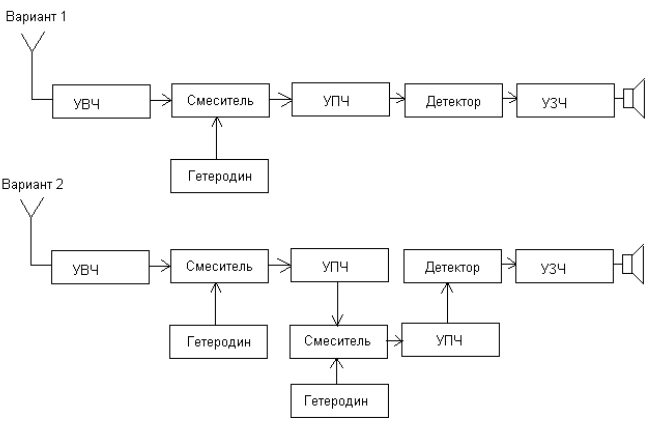 Вариант 1
УВЧ
Смеситель
УПЧ
Детектор
УЗЧ
Гетеродин
Вариант 2
УВЧ
Смеситель
УПЧ
Детектор
УЗЧ
Гетеродин
Смеситель
УПЧ
Гетеродин